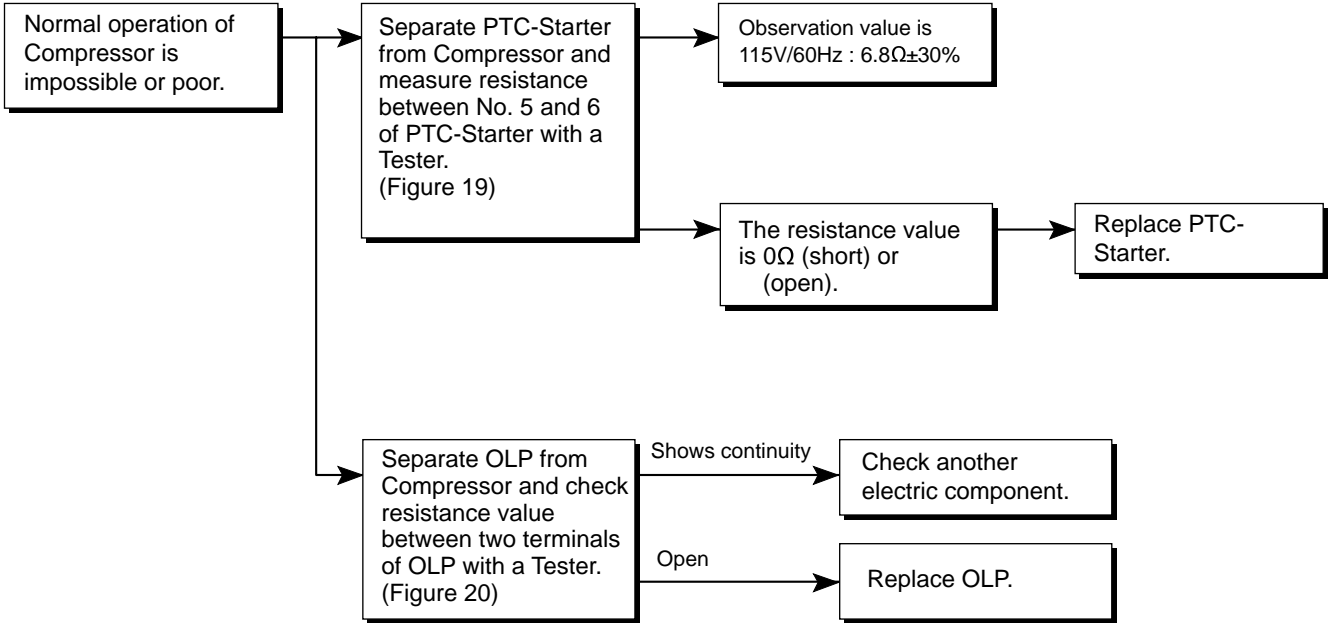 Normal operation of
Compressor is
impossible or poor.
Separate PTC-Starter
from Compressor and
measure resistance
between No. 5 and 6
of PTC-Starter with a
Tester.
(Figure 19)
Observation value is
115V/60Hz : 6.8Ω±30%
The resistance value
is 0Ω (short) or
(open).
Replace PTC-
Starter.
Separate OLP from
Compressor and check
resistance value
between two terminals
of OLP with a Tester.
(Figure 20)
Shows continuity
Check another
electric component.
Open
Replace OLP.